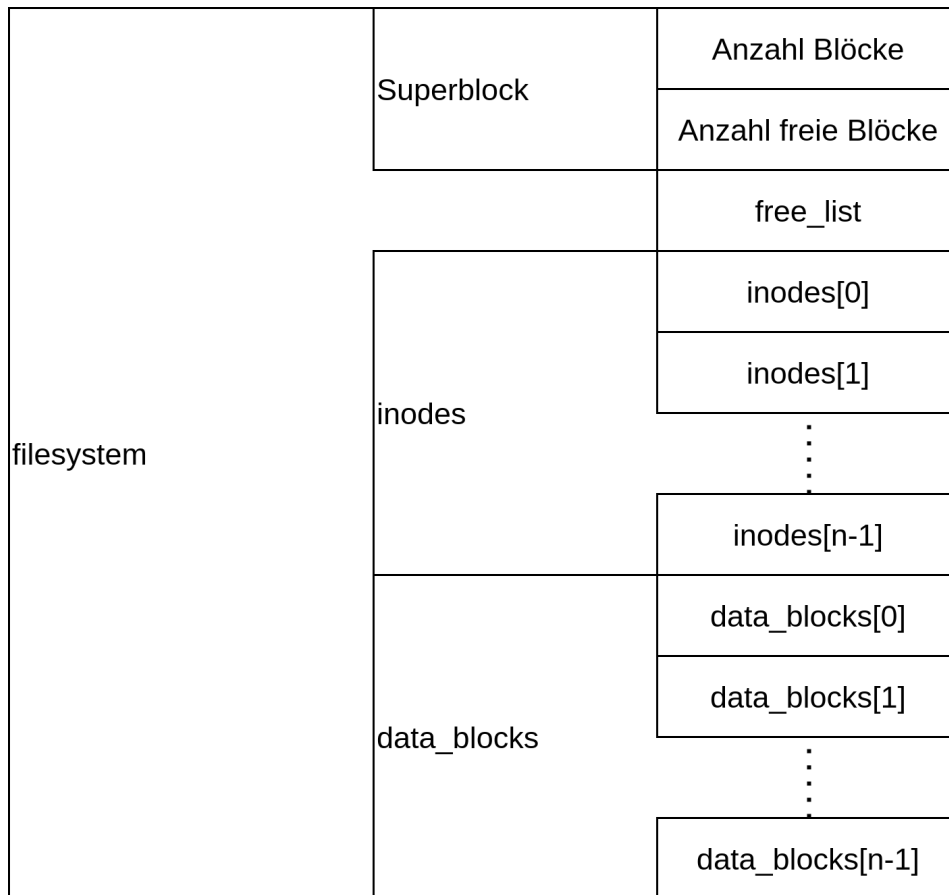 Anzahl Blöcke
Superblock
Anzahl freie Blöcke
free_list
inodes[0]
inodes[1]
inodes
filesystem
inodes[n-1]
data_blocks[0]
data_blocks[1]
data_blocks
data_blocks[n-1]